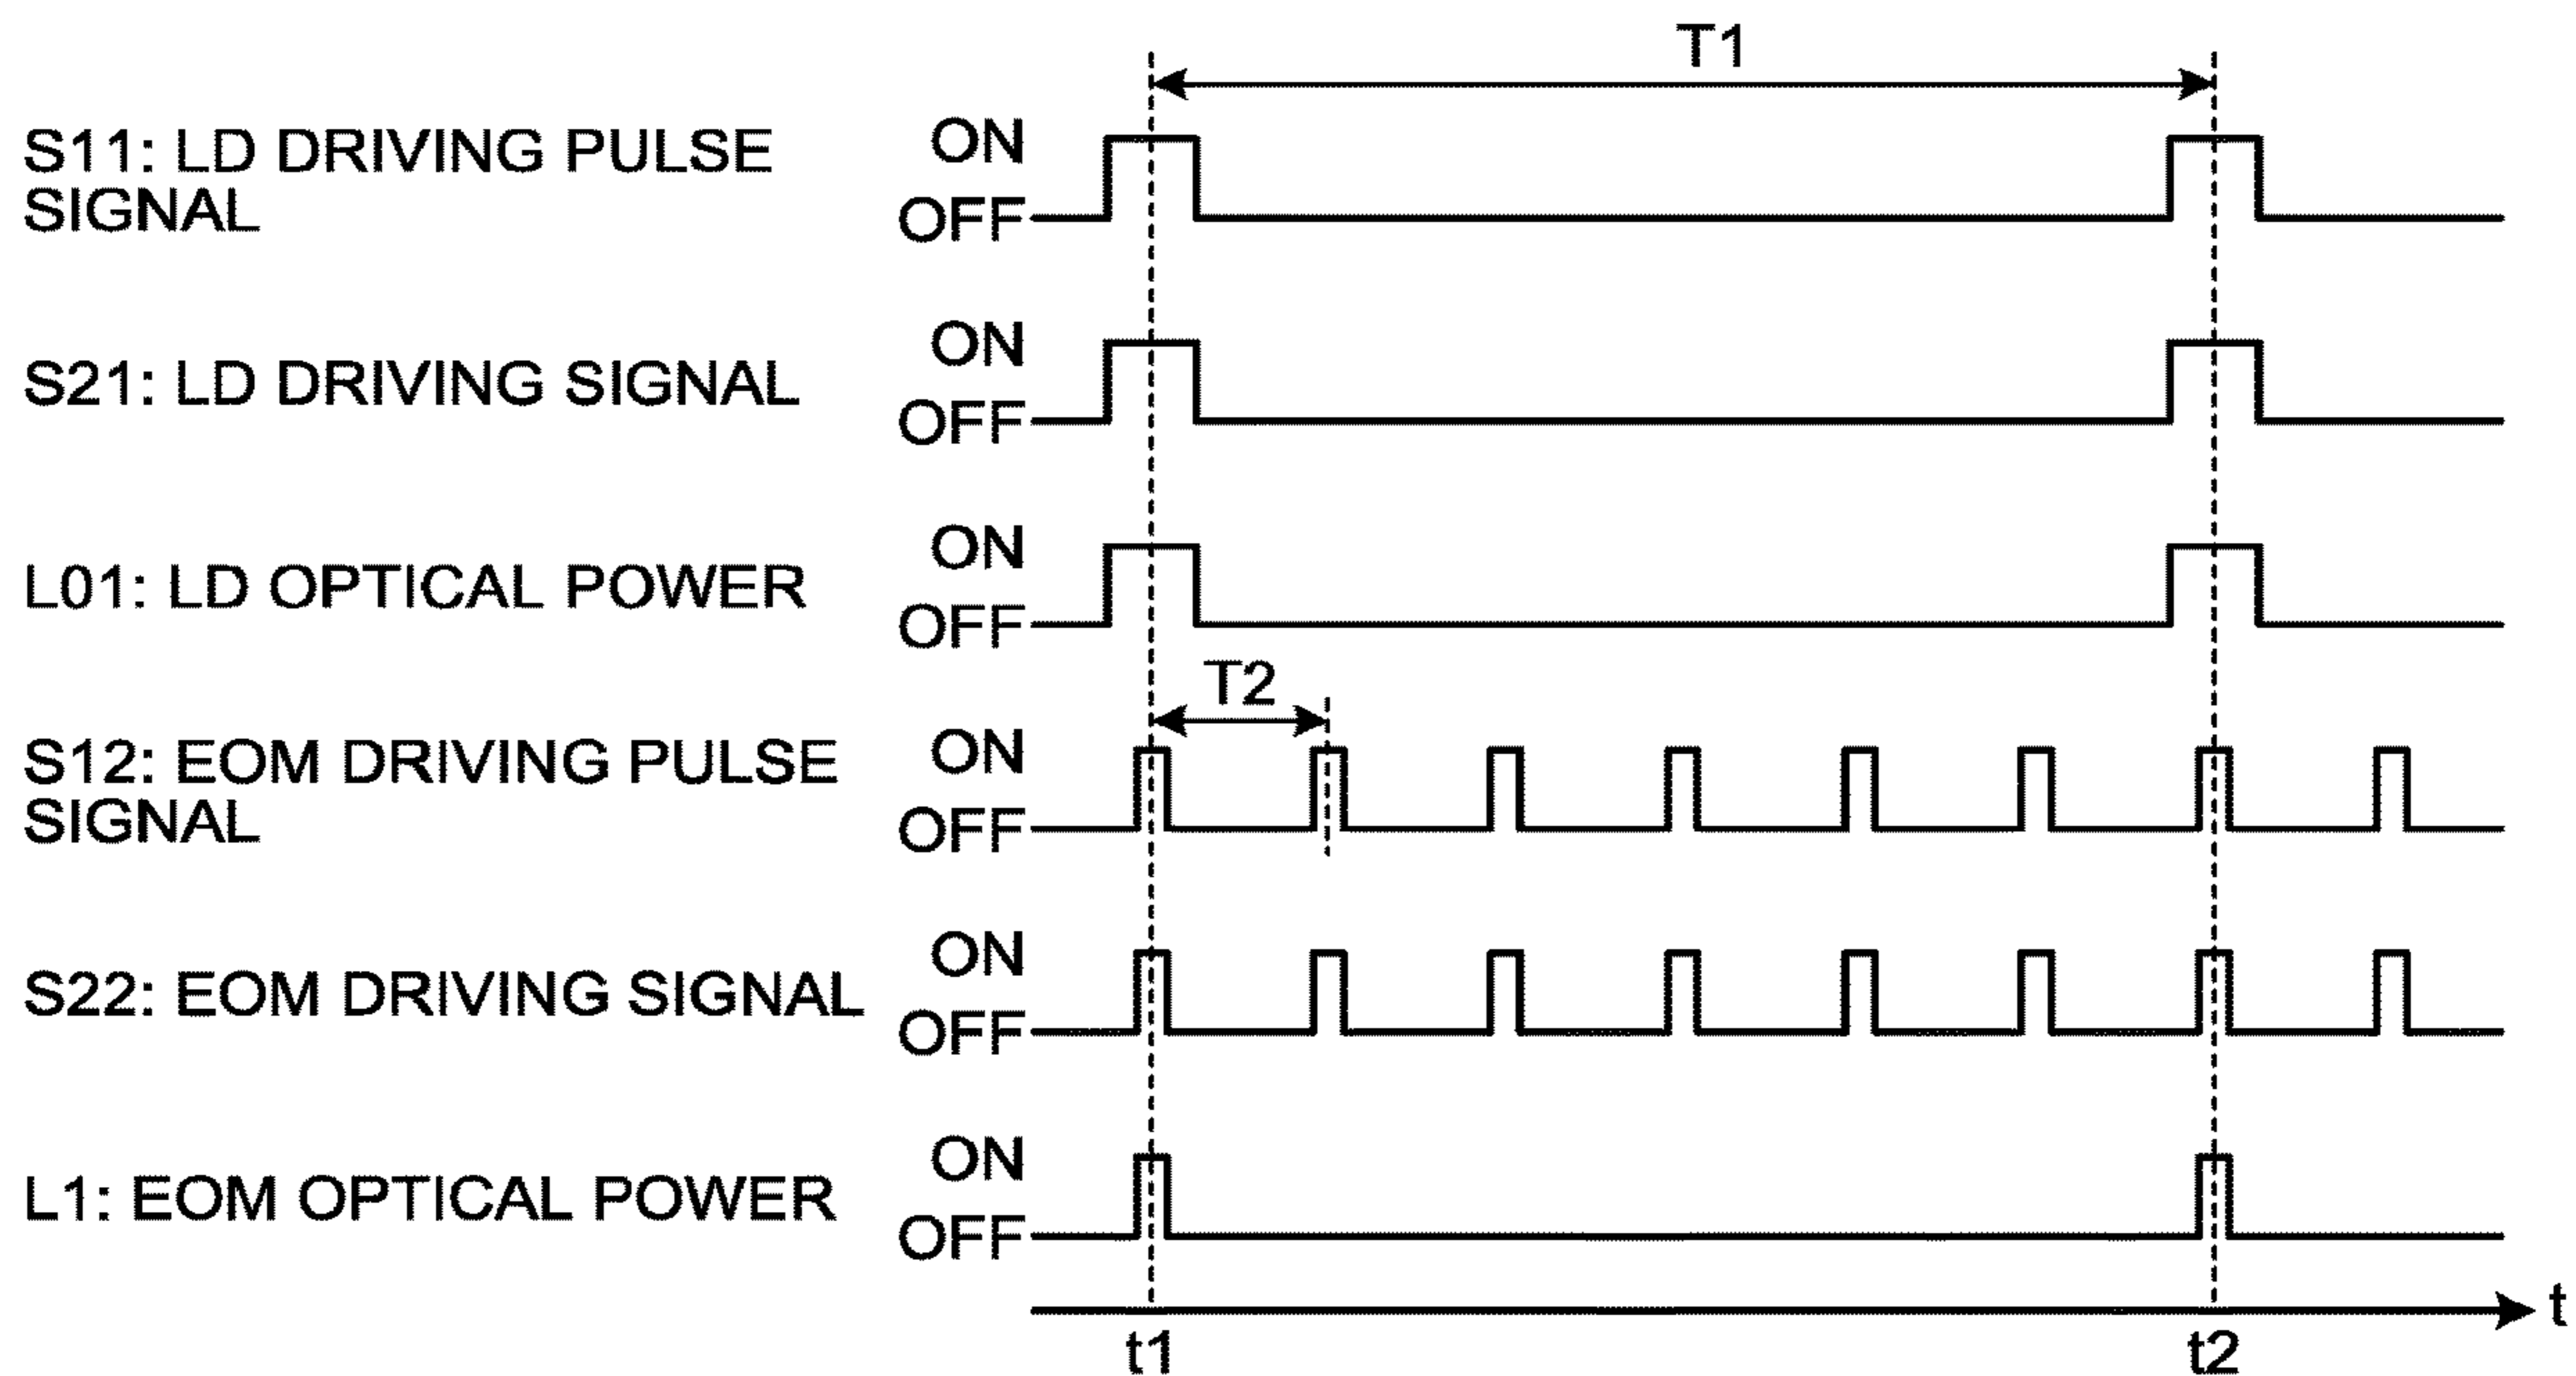 T1
S11: LD DRIVING PULSE
SIGNAL
ON
OFF
S21: LD DRIVING SIGNAL
ON
OFF
L01: LD OPTICAL POWER
ON
OFF
T2
S12: EOM DRIVING PULSE
SIGNAL
ON
OFF
S22: EOM DRIVING SIGNAL
ON
OFF
L1: EOM OPTICAL POWER
ON
OFF
t
t1 t2